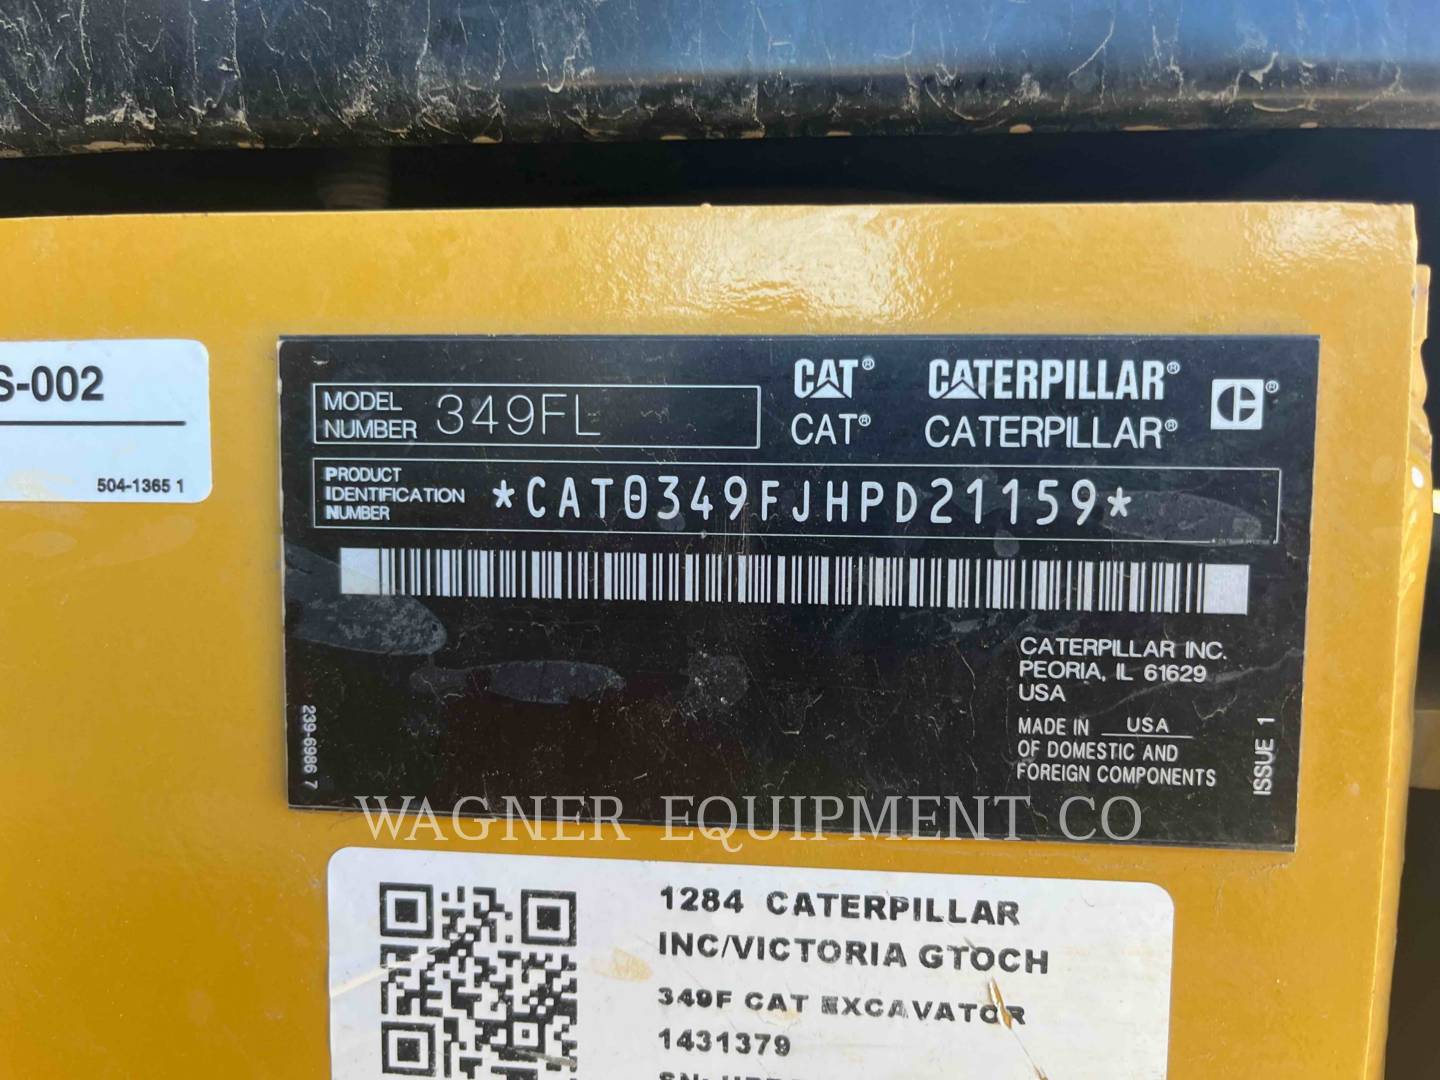 S-002
504-1365 1
MODEL NUMBER 349FL
CAT® CATERPILLAR®
CAT® CATERPILLAR®
PRODUCT IDENTIFICATION NUMBER *CAT0349FJHPD21159*
CATERPILLAR INC.
PEORIA, IL 61629
USA
MADE IN USA
OF DOMESTIC AND
FOREIGN COMPONENTS
ISSUE 1
239-6986 7
WAGNER EQUIPMENT CO
1284 CATERPILLAR
INC/VICTORIA GTOCH
349F CAT EXCAVATOR
1431379